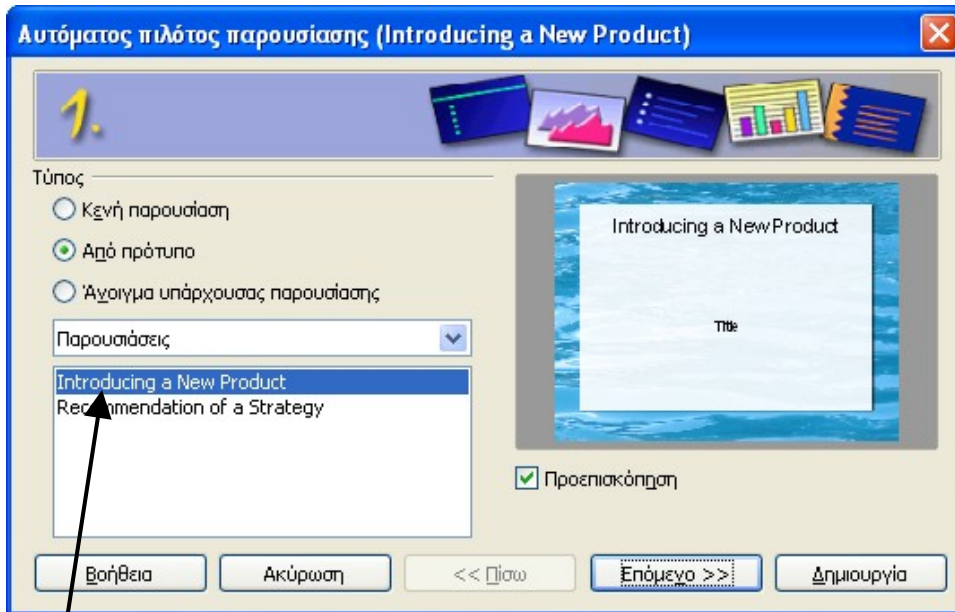 Αυτόματος πιλότος παρουσίασης (Introducing a New Product)
1.
Τύπος
Κενή παρουσίαση
Από πρότυπο
Άνοιγμα υπάρχουσας παρουσίασης
Παρουσιάσεις
Introducing a New Product
Recommendation of a Strategy
Introducing a New Product
Title
Προεπισκόπηση
Βοήθεια
Ακύρωση
<< Πίσω
Επόμενο >>
Δημιουργία